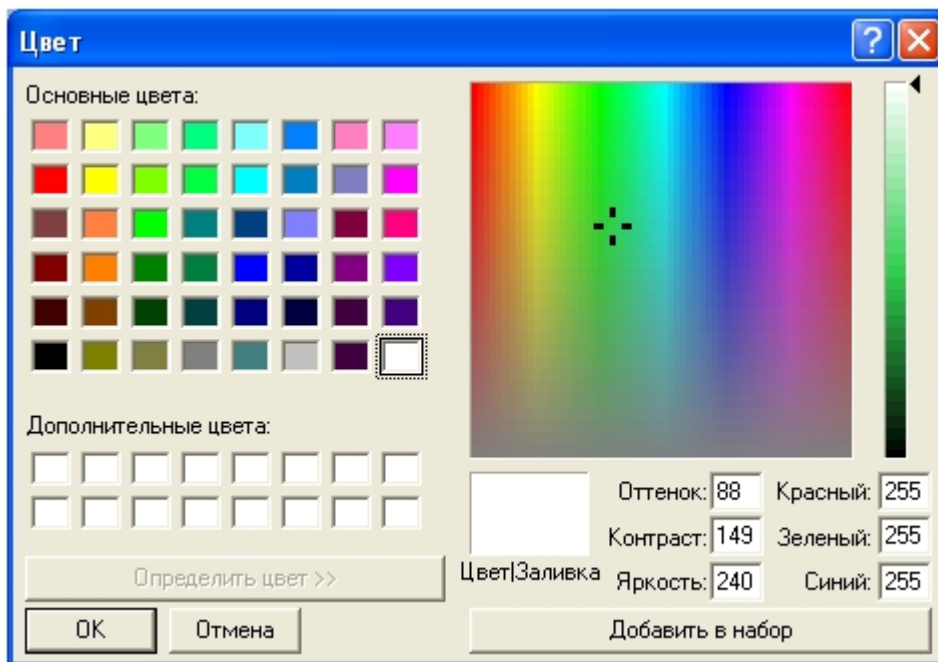 Цвет
Основные цвета:
Дополнительные цвета:
Определить цвет >>
OK
Отмена
Цвет|Заливка
Оттенок: 88
Контраст: 149
Яркость: 240
Красный: 255
Зеленый: 255
Синий: 255
Добавить в набор